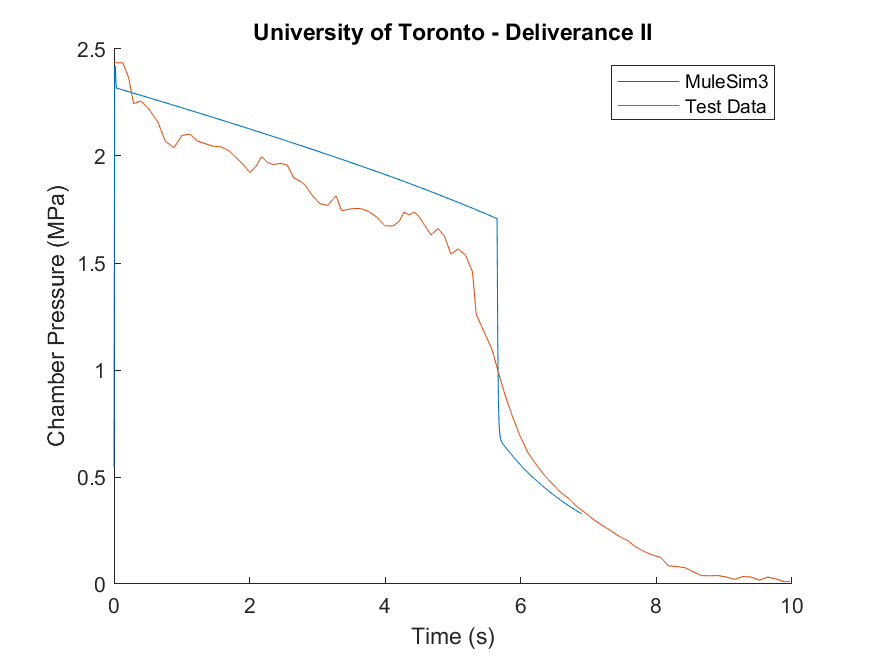 University of Toronto - Deliverance II
MuleSim3
Test Data
2.5
2
1.5
1
0.5
0
Chamber Pressure (MPa)
0 2 4 6 8 10
Time (s)